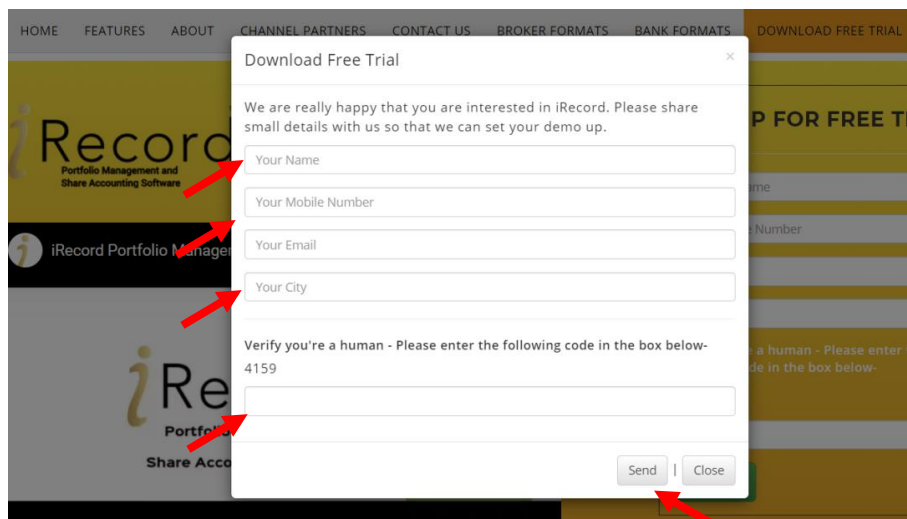 HOME FEATURES ABOUT CHANNEL PARTNERS CONTACT US BROKER FORMATS BANK FORMATS DOWNLOAD FREE TRIAL
Download Free Trial ×
We are really happy that you are interested in iRecord. Please share
small details with us so that we can set your demo up.
Your Name
Your Mobile Number
Your Email
Your City
Verify you're a human - Please enter the following code in the box below-
4159
Send | Close
iRecord
Portfolio Management and
Share Accounting Software
iRecord Portfolio Manage
iRe
Portfolio
Share Acco
P FOR FREE T
me
Number
a human - Please enter
de in the box below-